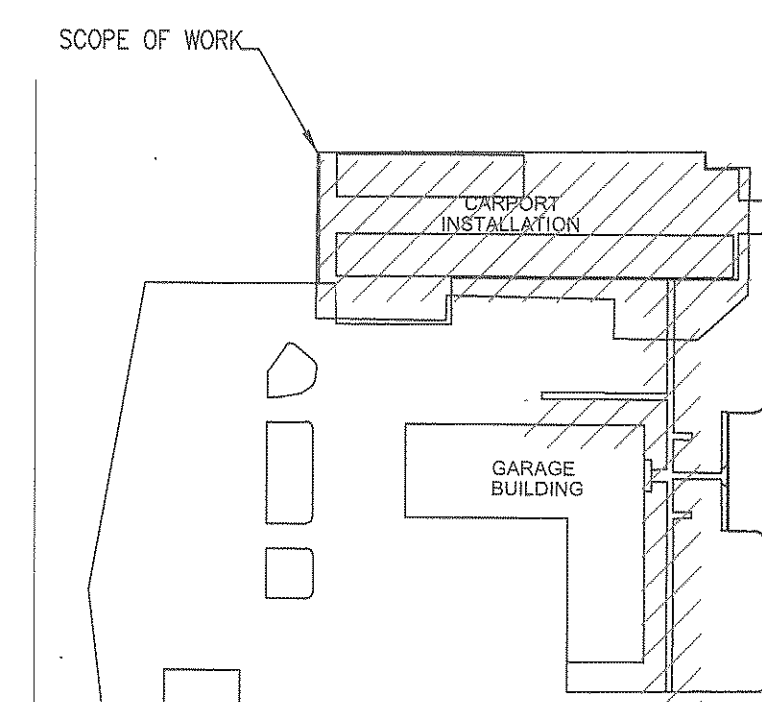 SCOPE OF WORK
CARPORT
INSTALLATION
GARAGE
BUILDING